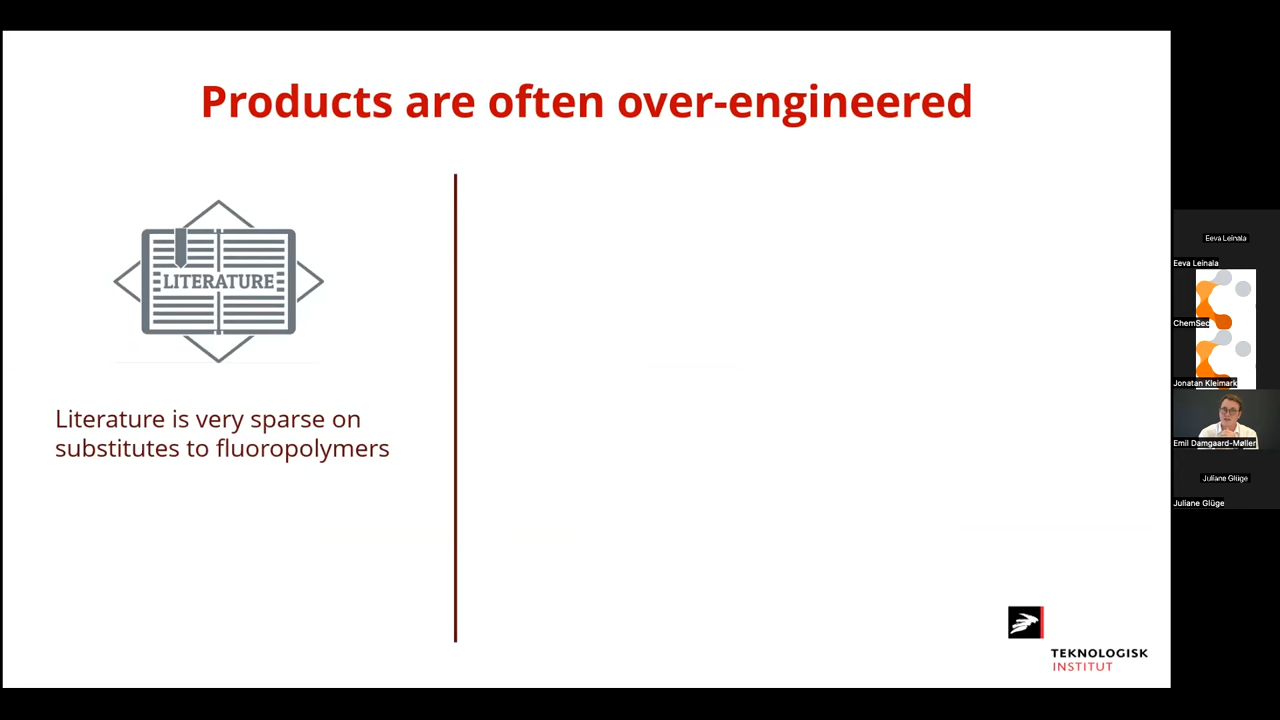 Products are often over-engineered
LITERATURE
Literature is very sparse on
substitutes to fluoropolymers
TEKNOLOGISK
INSTITUT
Eeva Leinala
Eeva Leinala
ChemSec
Jonatan Kleimark
Emil Damgaard-Møller
Juliane Glüge
Juliane Glüge